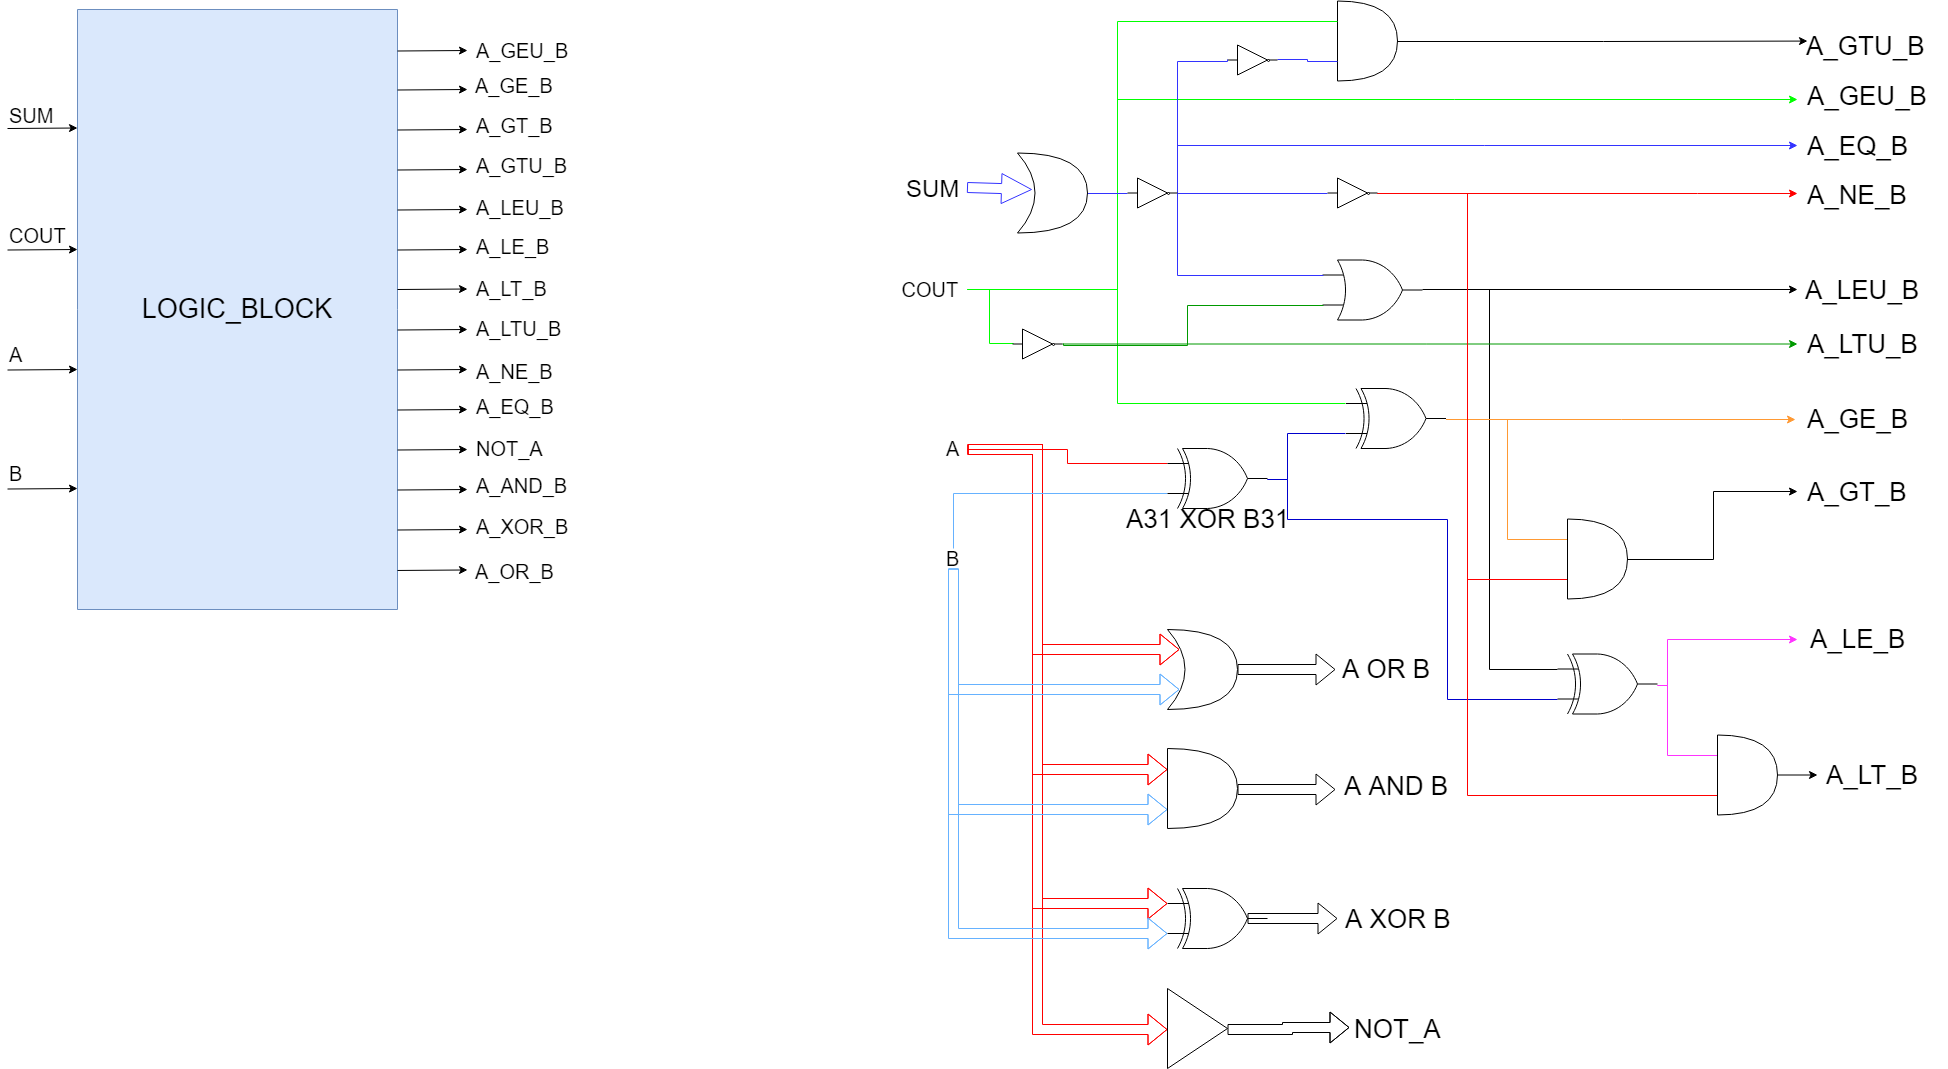 SUM
COUT
A
B
LOGIC_BLOCK
A_GEU_B
A_GE_B
A_GT_B
A_GTU_B
A_LEU_B
A_LE_B
A_LT_B
A_LTU_B
A_NE_B
A_EQ_B
NOT_A
A_AND_B
A_XOR_B
A_OR_B
SUM
COUT
A
A31 XOR B31
B
A_GTU_B
A_GEU_B
A_EQ_B
A_NE_B
A_LEU_B
A_LTU_B
A_GE_B
A_GT_B
A_LE_B
A_LT_B
A OR B
A AND B
A XOR B
NOT_A